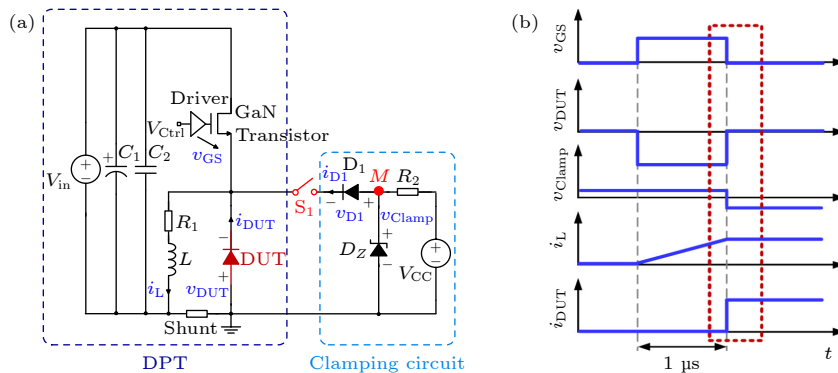 (a)
Driver
GaN
Transistor
V_Ctrl
v_GS
V_in
+
−
+
C_1
C_2
R_1
L
i_L
i_DUT
−
DUT
+
v_DUT
Shunt
DPT
S_1
i_D1
D_1
−
v_D1
+
M
R_2
v_Clamp
+
D_Z
−
+
−
V_CC
Clamping circuit
(b)
v_GS
v_DUT
v_Clamp
i_L
i_DUT
t
1 µs